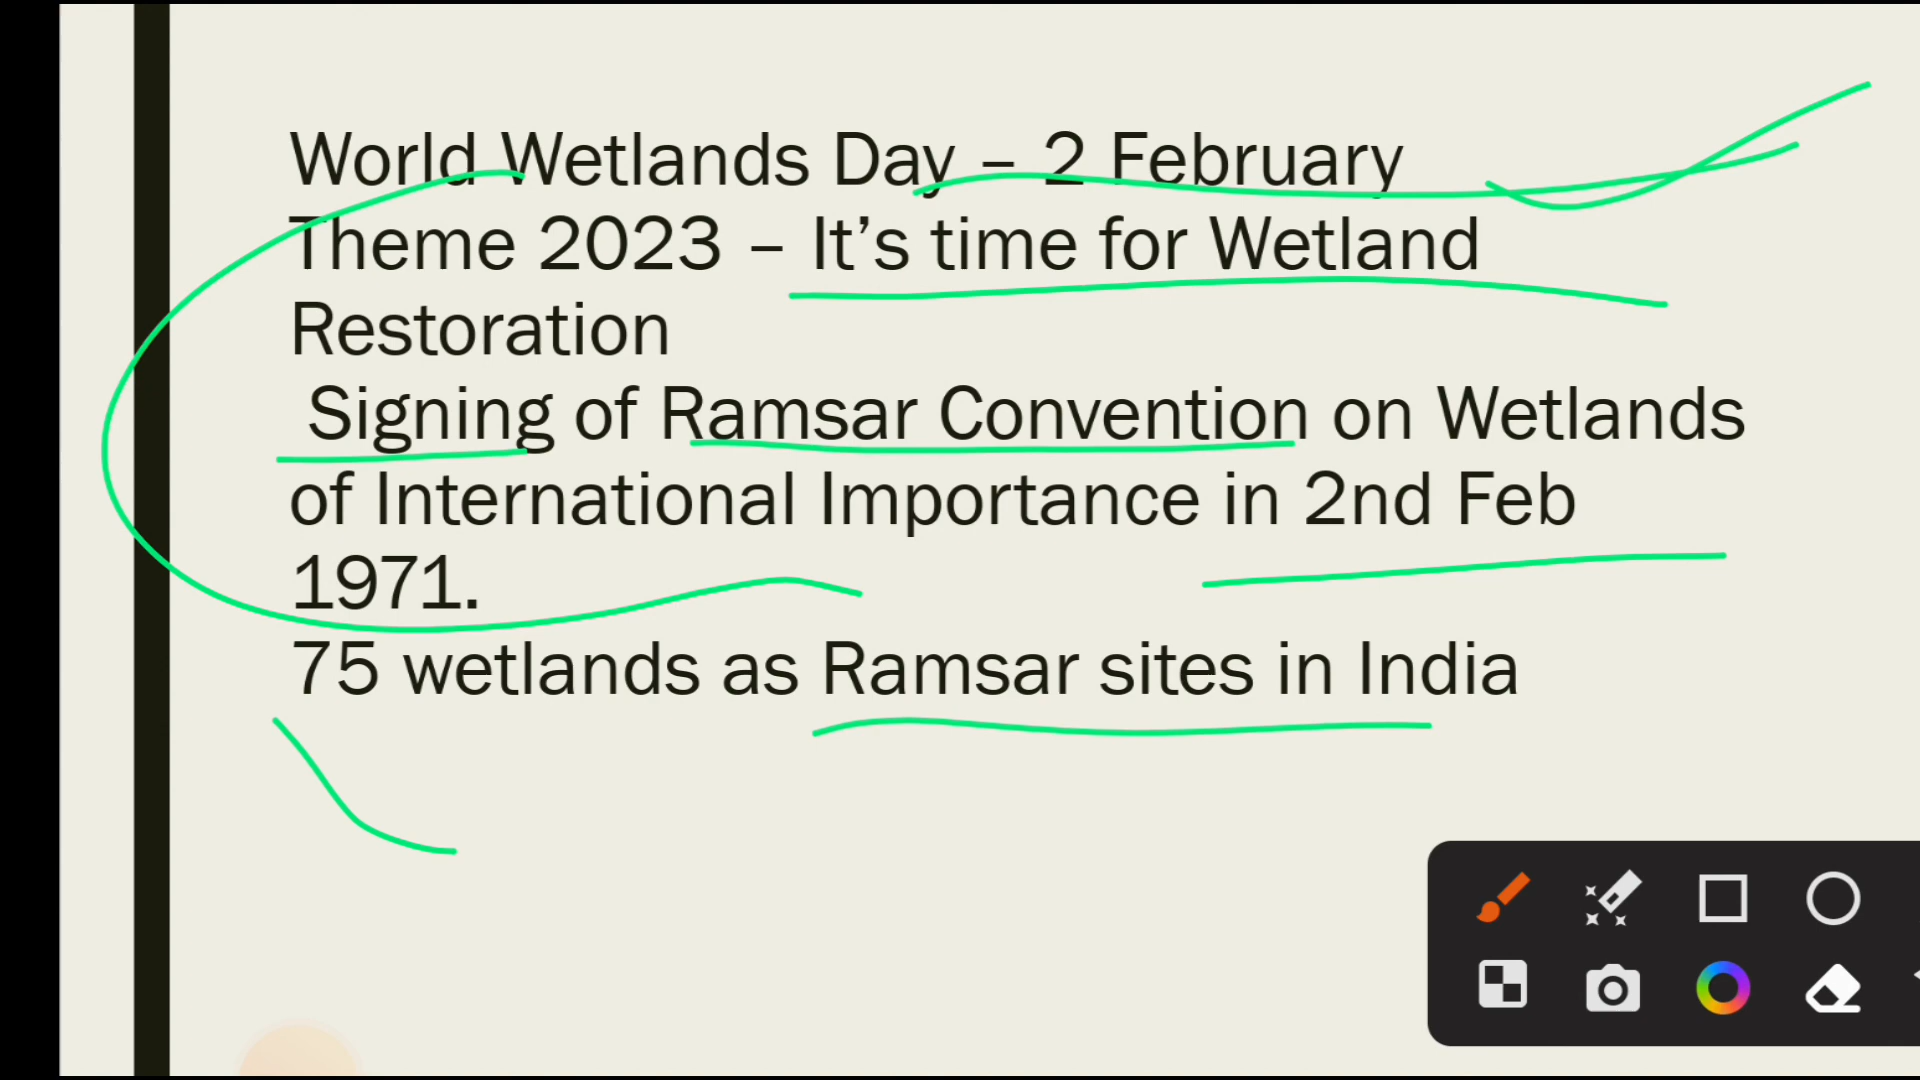 World Wetlands Day – 2 February
Theme 2023 – It’s time for Wetland
Restoration
Signing of Ramsar Convention on Wetlands
of International Importance in 2nd Feb
1971.
75 wetlands as Ramsar sites in India